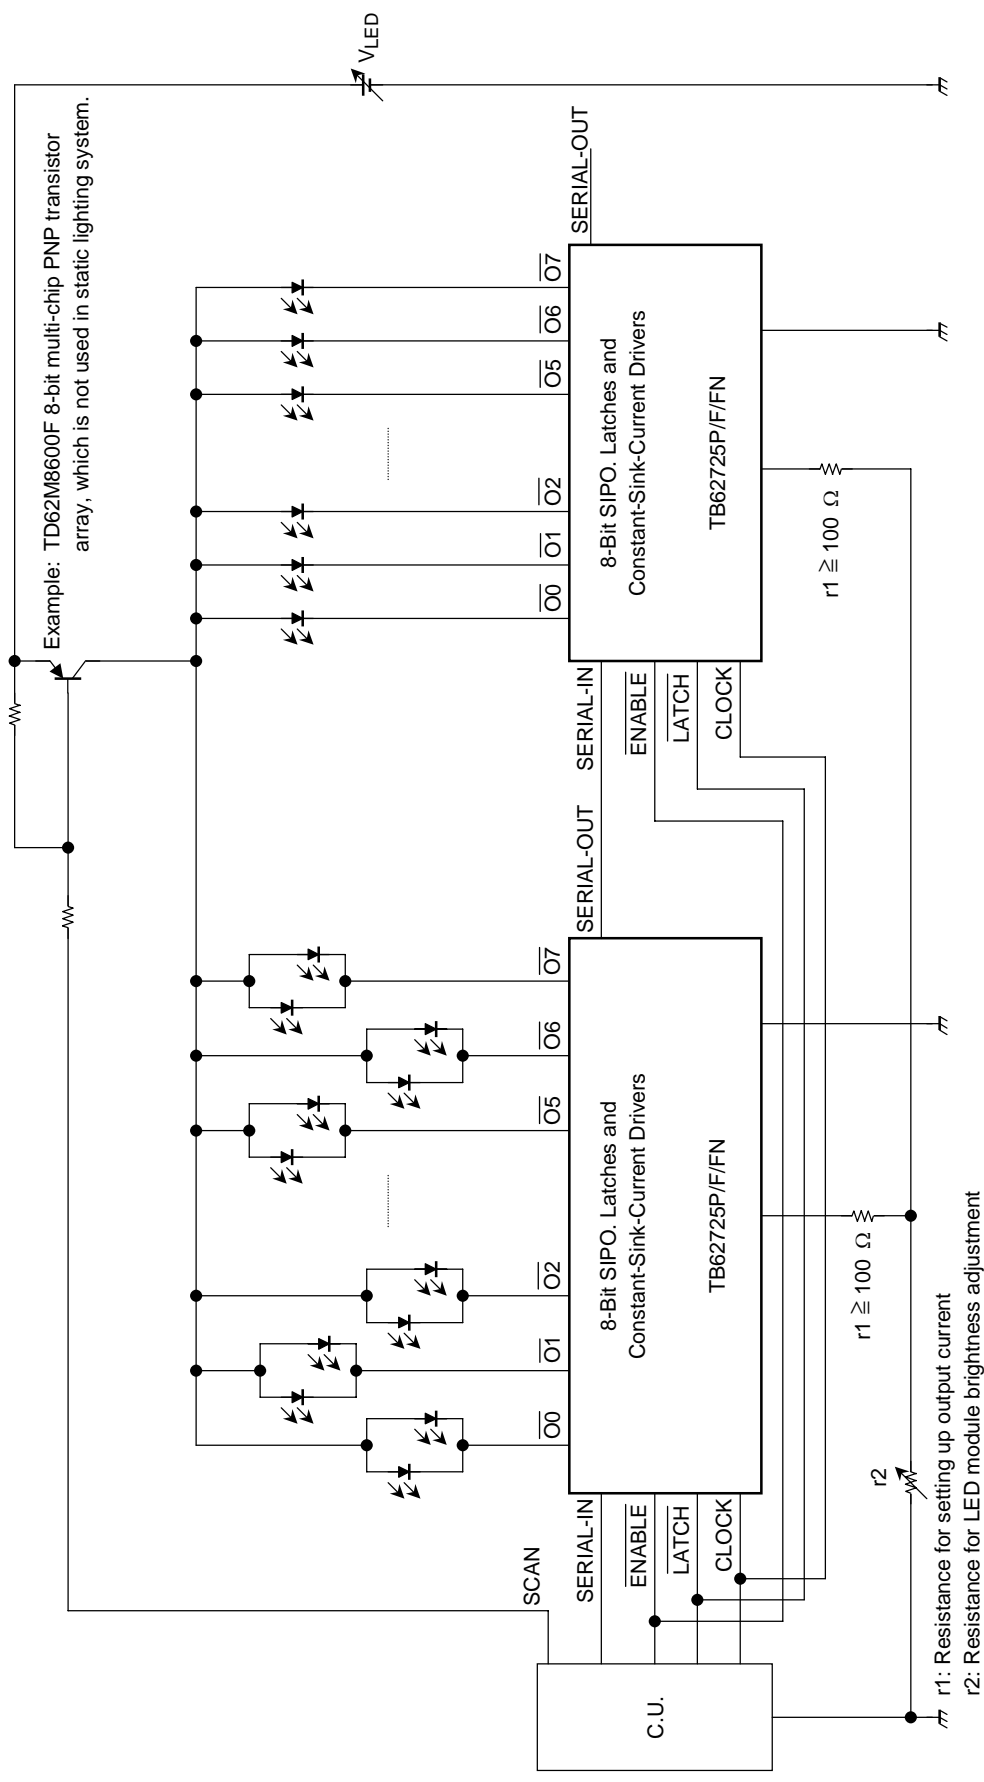 VLED
Example: TD62M8600F 8-bit multi-chip PNP transistor
array, which is not used in static lighting system.
SCAN
O0
O1
O2
O5
O6
O7
O0
O1
O2
O5
O6
O7
C.U.
SERIAL-IN
ENABLE
LATCH
CLOCK
8-Bit SIPO. Latches and
Constant-Sink-Current Drivers
TB62725P/F/FN
SERIAL-OUT
SERIAL-IN
ENABLE
LATCH
CLOCK
8-Bit SIPO. Latches and
Constant-Sink-Current Drivers
TB62725P/F/FN
SERIAL-OUT
r2
r1 ≧ 100 Ω
r1 ≧ 100 Ω
r1: Resistance for setting up output current
r2: Resistance for LED module brightness adjustment